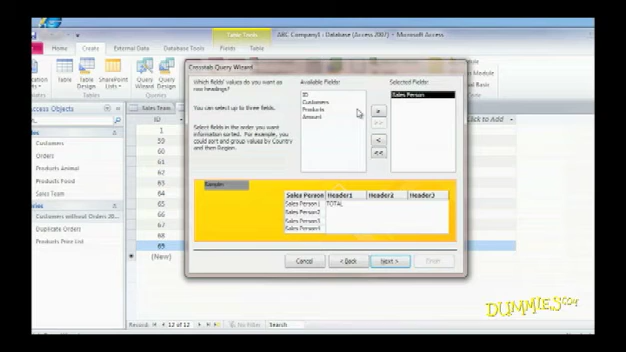 Table Tools
ABC Company1 : Database (Access 2007) - Microsoft Access
Home Create External Data Database Tools Fields Table
Table Table Design SharePoint Lists Query Wizard Query Design
Module
Visual Basic
Access Objects
Customers
Orders
Products Animal
Products Food
Sales Team
Customers without Orders 20...
Duplicate Orders
Products Price List
Sales Team
ID
Click to Add
1
59
60
61
62
63
64
65
66
67
68
69
(New)
Crosstab Query Wizard
Which fields' values do you want as row headings?
You can select up to three fields.
Select fields in the order you want information sorted. For example, you could sort and group values by Country and then Region.
Available Fields:
ID
Customers
Products
Amount
>
>>
<
<<
Selected Fields:
Sales Person
Sample:
Sales Person Header1 Header2 Header3
Sales Person1 TOTAL
Sales Person2
Sales Person3
Sales Person4
Cancel < Back Next > Finish
Record: 12 of 12 No Filter Search
DUMMIES.COM